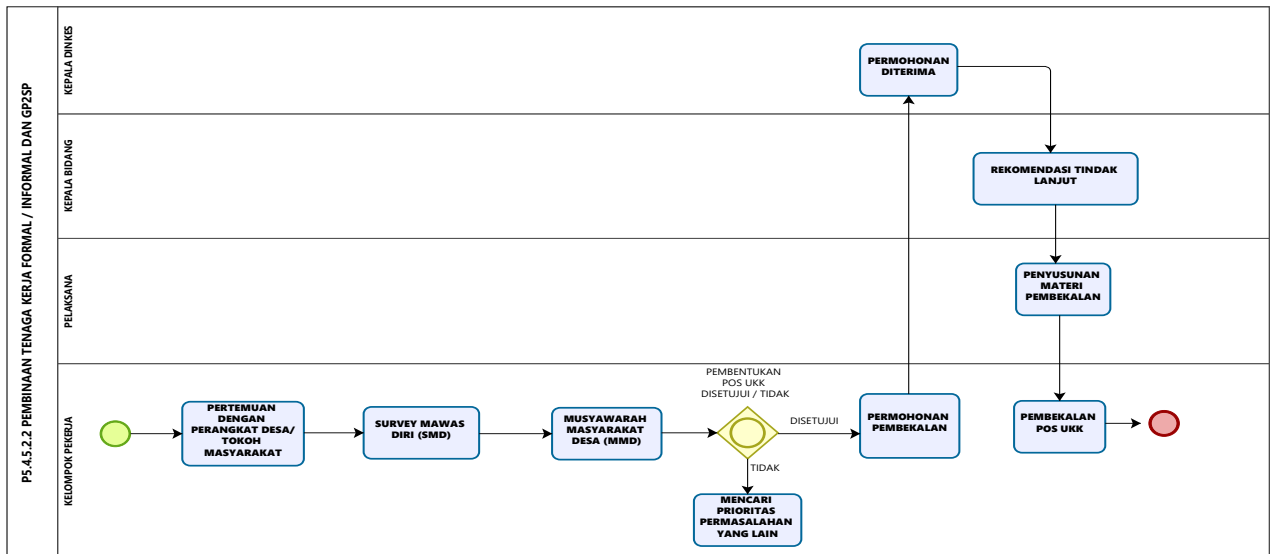 P5.4.5.2.2 PEMBINAAN TENAGA KERJA FORMAL / INFORMAL DAN GP2SP
KEPALA DINKES
PERMOHONAN
DITERIMA
KEPALA BIDANG
REKOMENDASI TINDAK
LANJUT
PELAKSANA
PENYUSUNAN
MATERI
PEMBEKALAN
KELOMPOK PEKERJA
PERTEMUAN
DENGAN
PERANGKAT DESA/
TOKOH
MASYARAKAT
SURVEY MAWAS
DIRI (SMD)
MUSYAWARAH
MASYARAKAT
DESA (MMD)
PEMBENTUKAN
POS UKK
DISETUJUI / TIDAK
DISETUJUI
TIDAK
MENCARI
PRIORITAS
PERMASALAHAN
YANG LAIN
PERMOHONAN
PEMBEKALAN
PEMBEKALAN
POS UKK